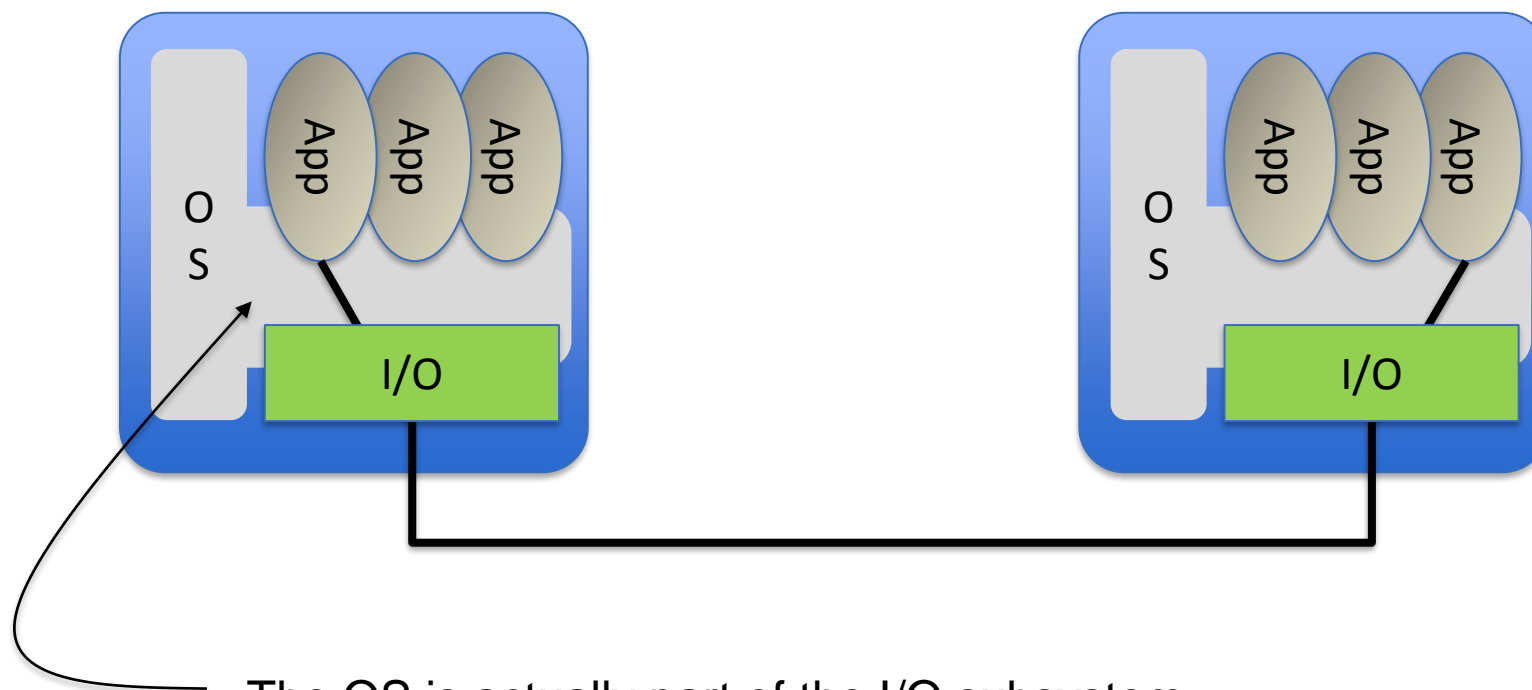 App App App
O
S
I/O
App App App
O
S
I/O
The OS is actually part of the I/O subsystem